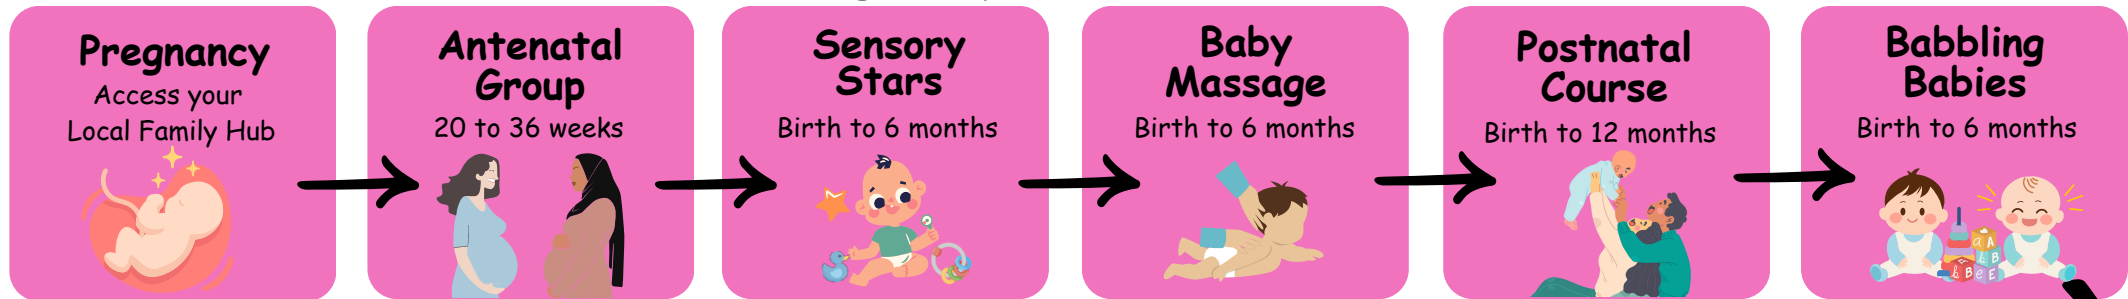 Pregnancy
Access your
Local Family Hub
Antenatal
Group
20 to 36 weeks
Sensory
Stars
Birth to 6 months
Baby
Massage
Birth to 6 months
Postnatal
Course
Birth to 12 months
Babbling
Babies
Birth to 6 months